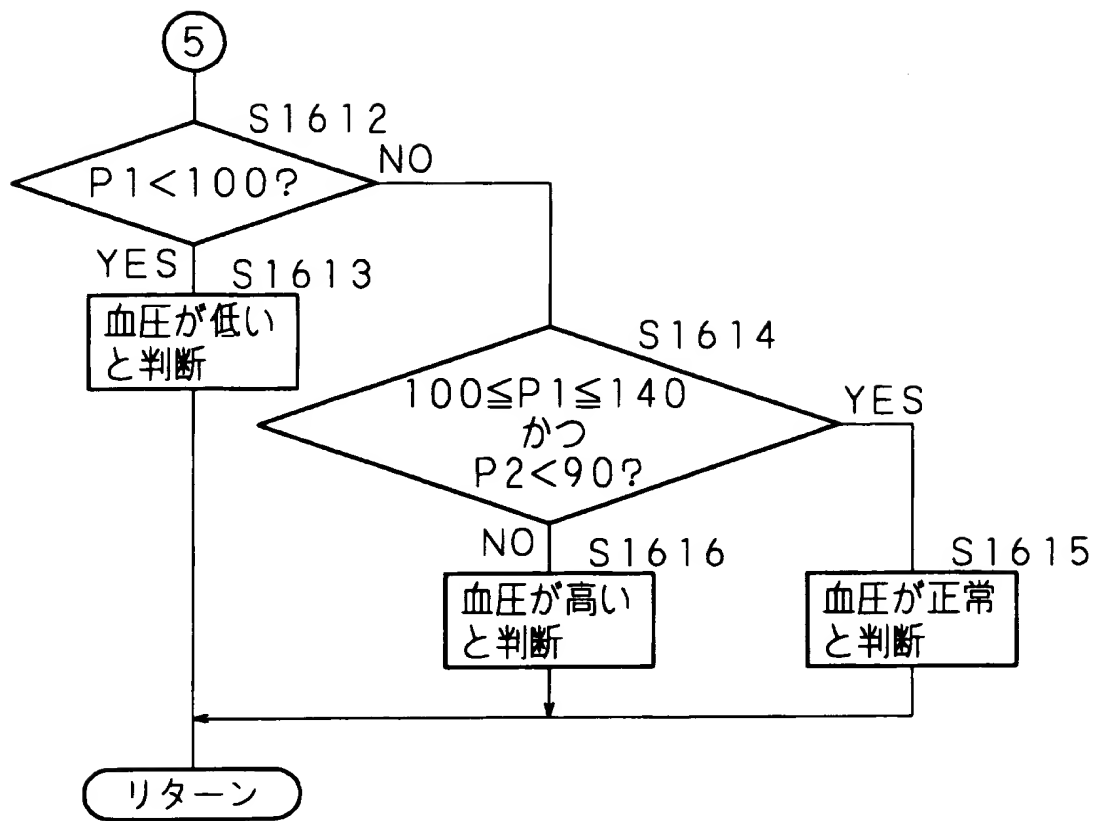 5
S1612
P1<100?
NO
YES
S1613
血圧が低い
と判断
S1614
100≦P1≦140
かつ
P2<90?
YES
NO
S1616
血圧が高い
と判断
S1615
血圧が正常
と判断
リターン